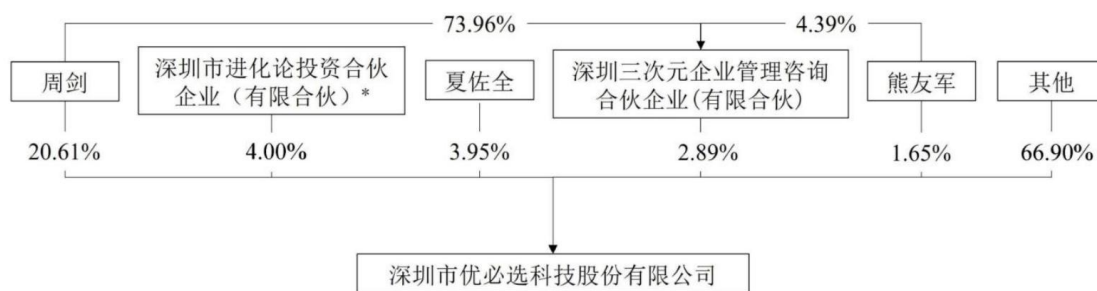 73.96%
4.39%
周剑
深圳市进化论投资合伙
企业（有限合伙）*
夏佐全
深圳三次元企业管理咨询
合伙企业(有限合伙)
熊友军
其他
20.61%
4.00%
3.95%
2.89%
1.65%
66.90%
深圳市优必选科技股份有限公司